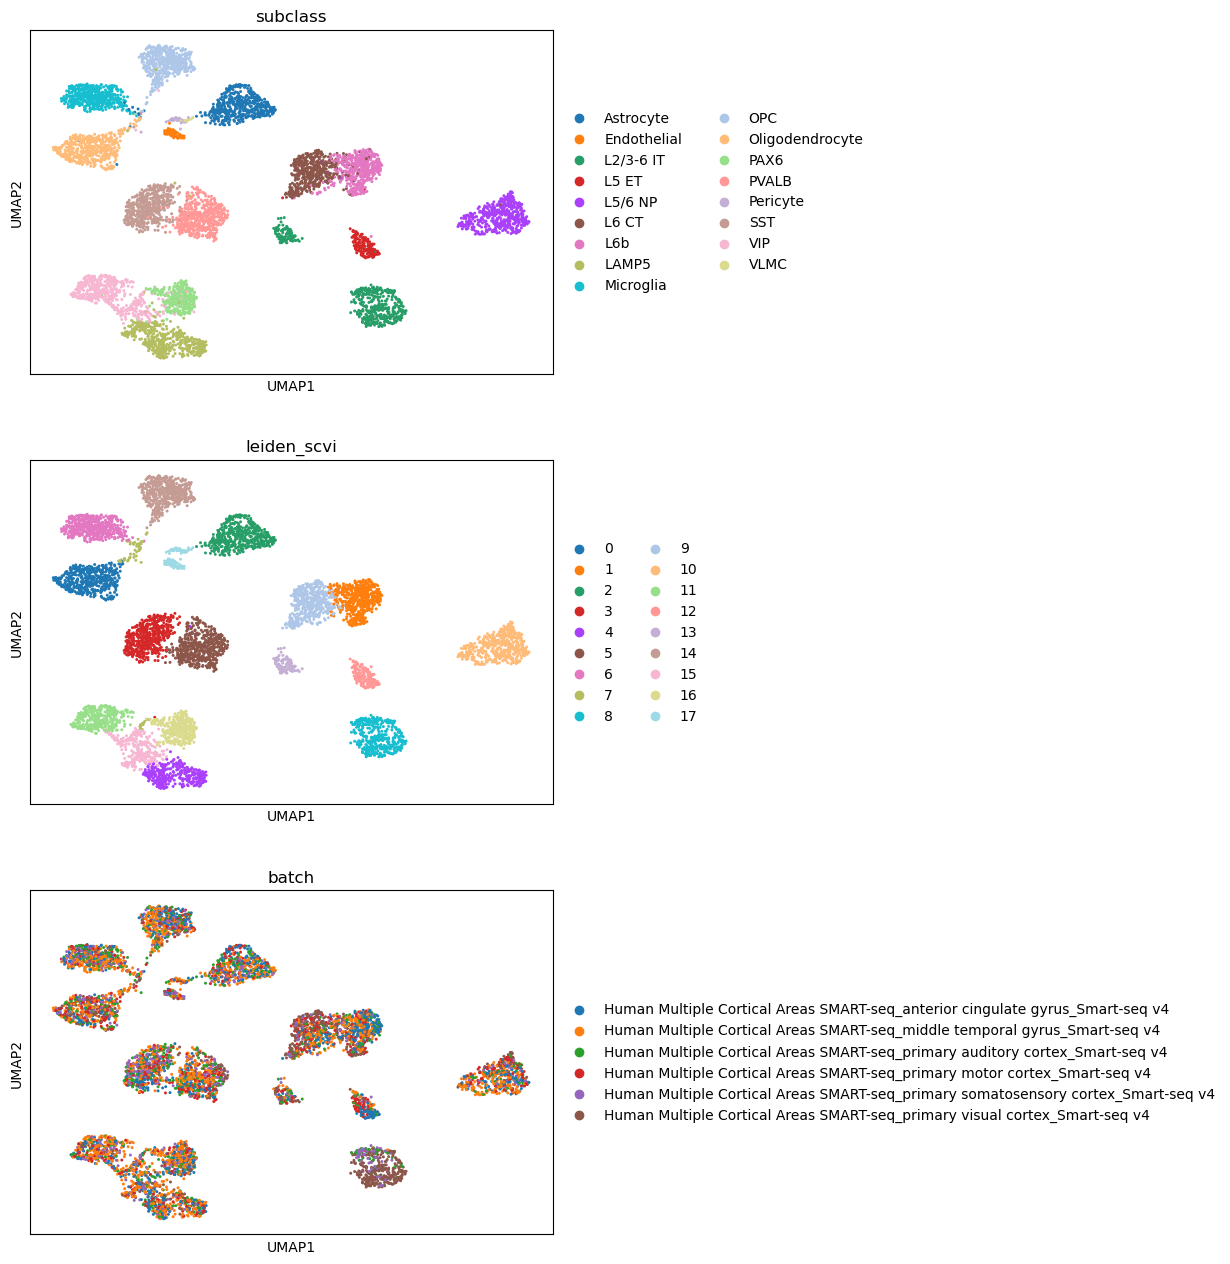 subclass
UMAP2
UMAP1
Astrocyte
Endothelial
L2/3-6 IT
L5 ET
L5/6 NP
L6 CT
L6b
LAMP5
Microglia
OPC
Oligodendrocyte
PAX6
PVALB
Pericyte
SST
VIP
VLMC
leiden_scvi
UMAP2
UMAP1
0
1
2
3
4
5
6
7
8
9
10
11
12
13
14
15
16
17
batch
UMAP2
UMAP1
Human Multiple Cortical Areas SMART-seq_anterior cingulate gyrus_Smart-seq v4
Human Multiple Cortical Areas SMART-seq_middle temporal gyrus_Smart-seq v4
Human Multiple Cortical Areas SMART-seq_primary auditory cortex_Smart-seq v4
Human Multiple Cortical Areas SMART-seq_primary motor cortex_Smart-seq v4
Human Multiple Cortical Areas SMART-seq_primary somatosensory cortex_Smart-seq v4
Human Multiple Cortical Areas SMART-seq_primary visual cortex_Smart-seq v4